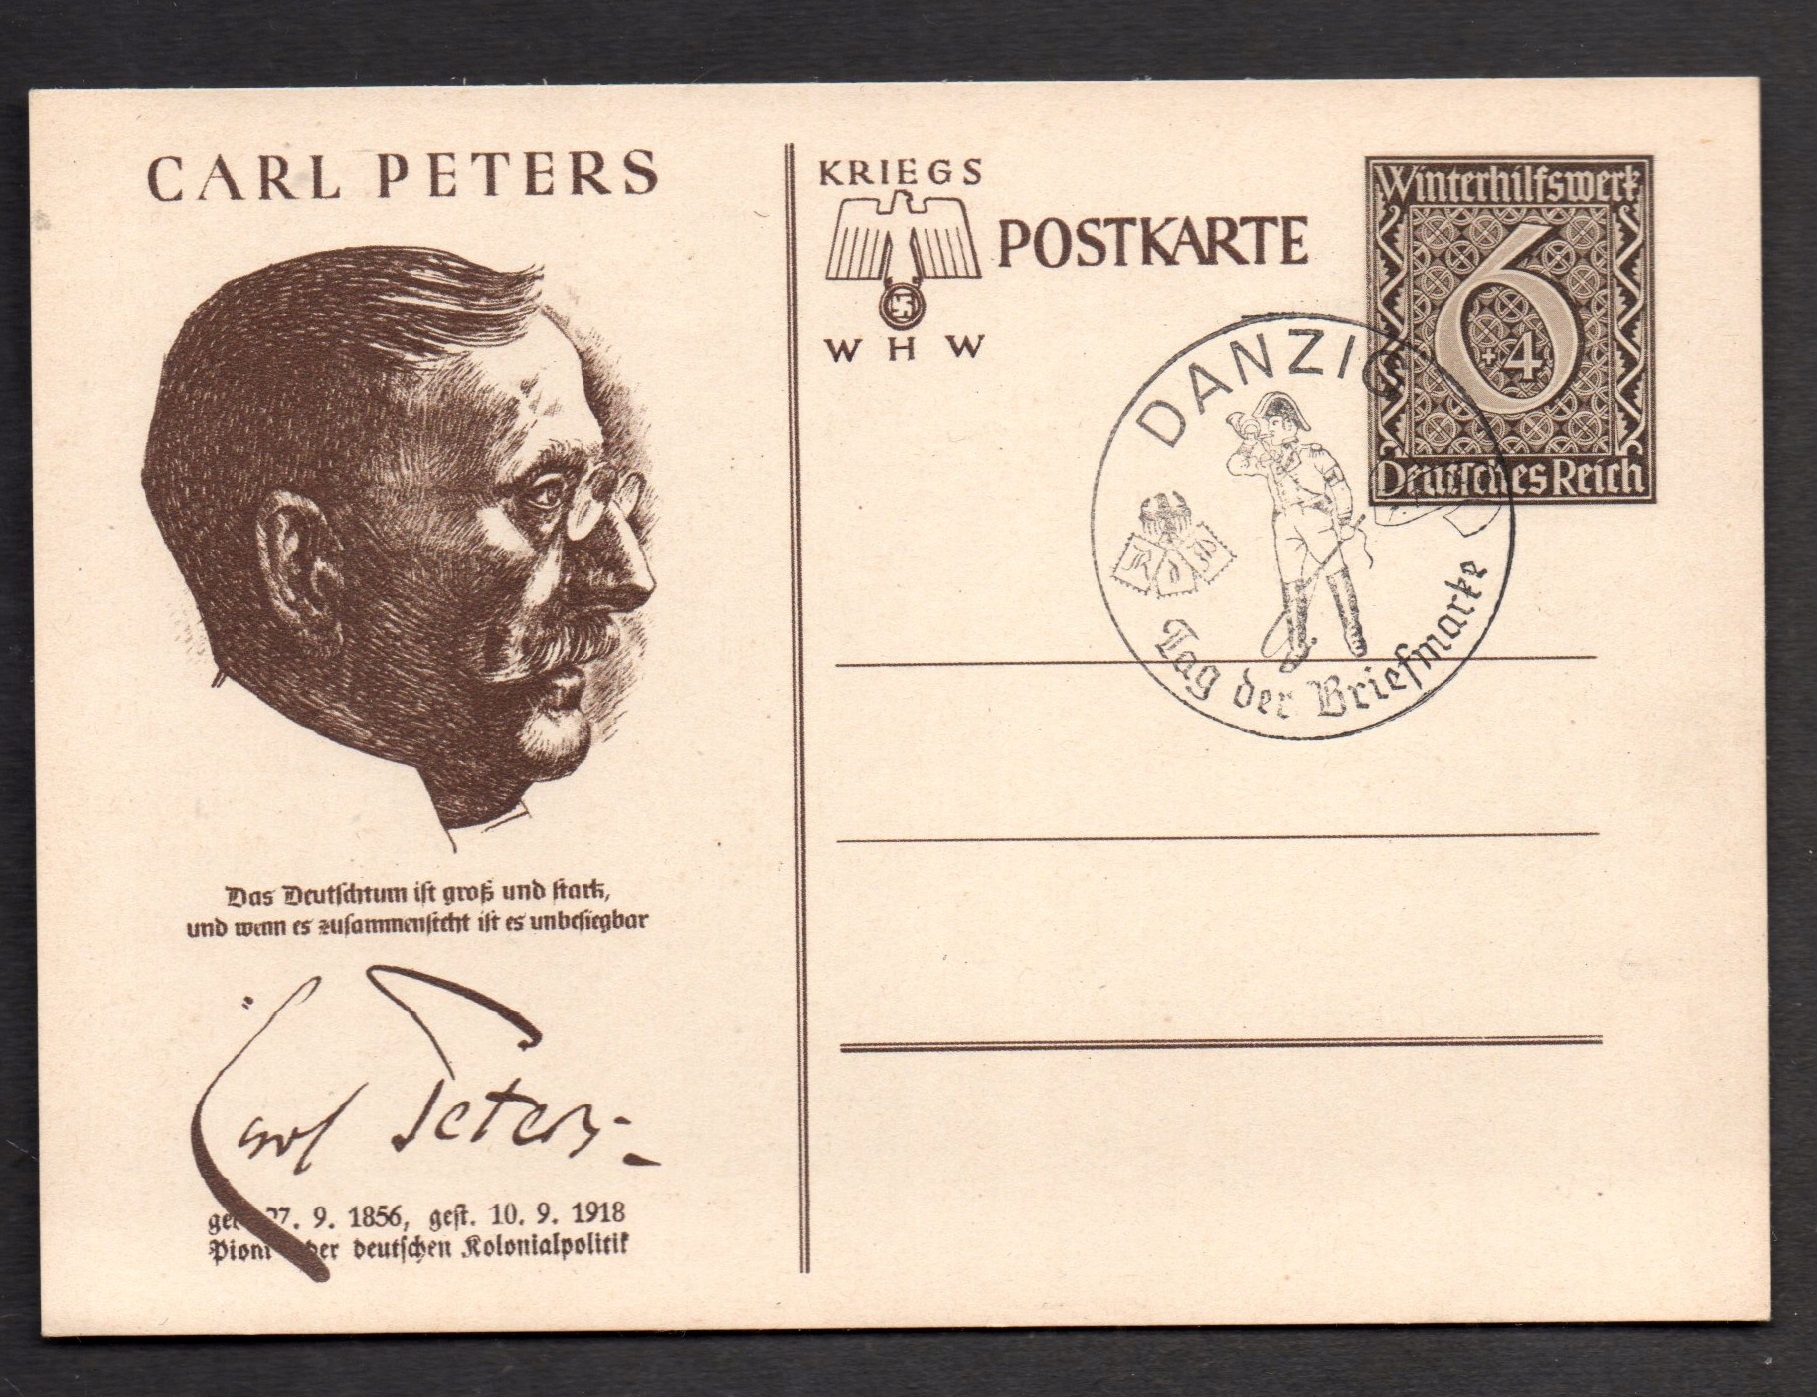 CARL PETERS
Das Deutschtum ist groß und stark,
und wenn es zusammensteht ist es unbesiegbar
Carl Peters
27. 9. 1856, gest. 10. 9. 1918
der deutschen Kolonialpolitik
KRIEGS
POSTKARTE
WHW
Winterhilfswerk
6
+4
Deutsches Reich
DANZIG
KdF
Tag der Briefmarke